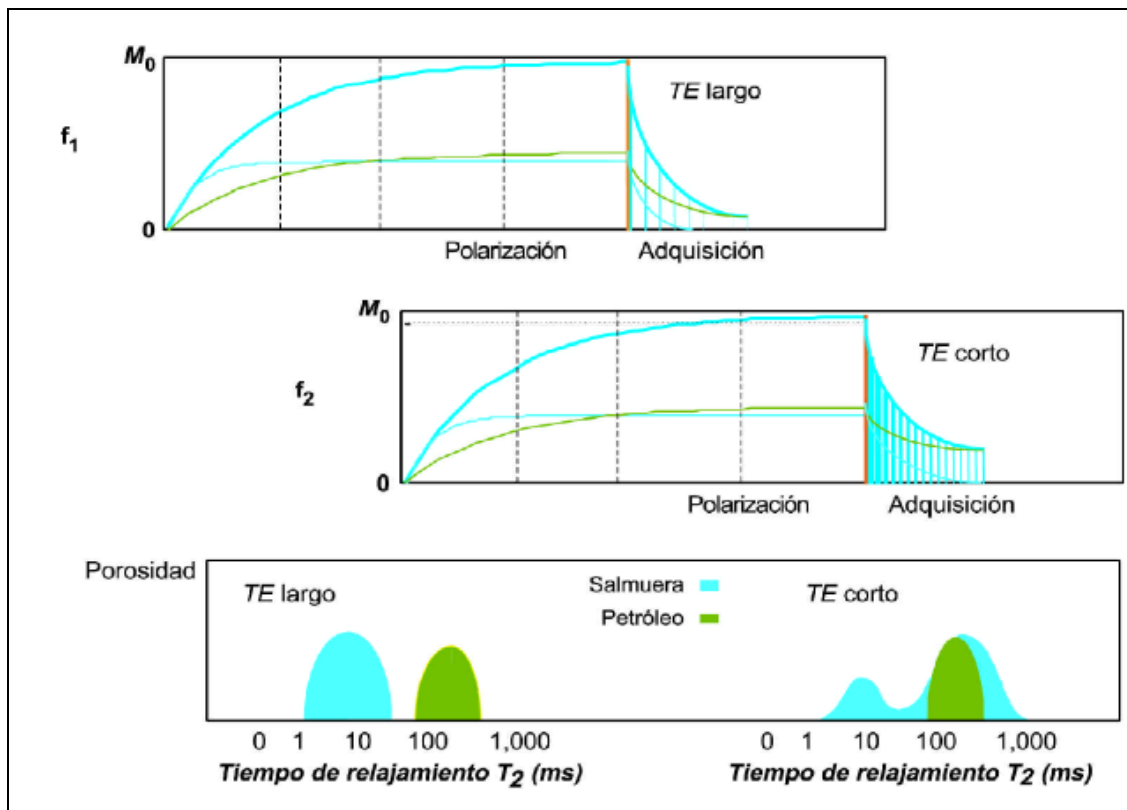 M0
TE largo
f1
0
Polarización Adquisición
M0
TE corto
f2
0
Polarización Adquisición
Porosidad
TE largo Salmuera TE corto
Petróleo
0 1 10 100 1,000 0 1 10 100 1,000
Tiempo de relajamiento T2 (ms) Tiempo de relajamiento T2 (ms)